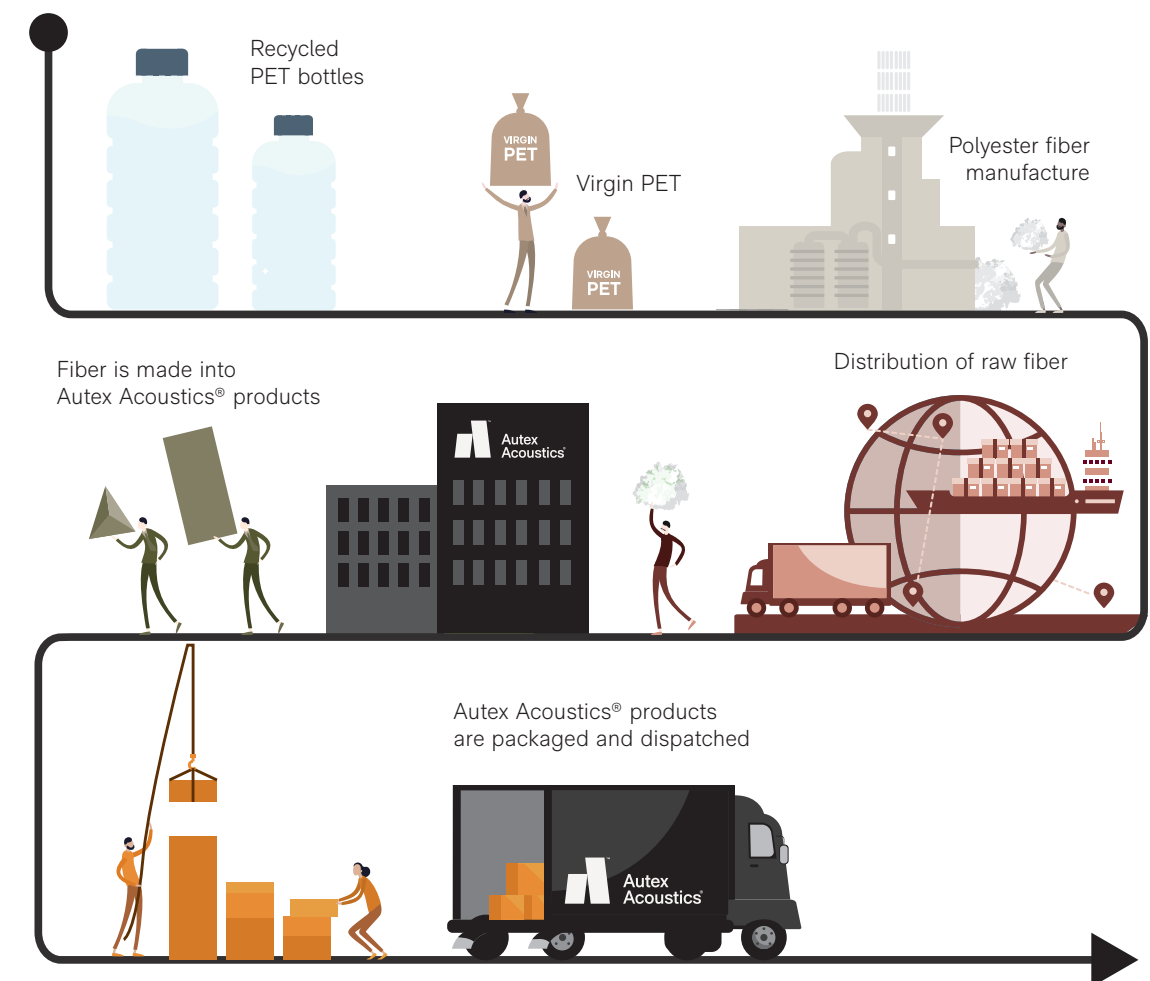 Recycled
PET bottles
VIRGIN
PET
Virgin PET
VIRGIN
PET
Polyester fiber
manufacture
Distribution of raw fiber
Fiber is made into
Autex Acoustics® products
Autex
Acoustics®
Autex Acoustics® products
are packaged and dispatched
Autex
Acoustics®